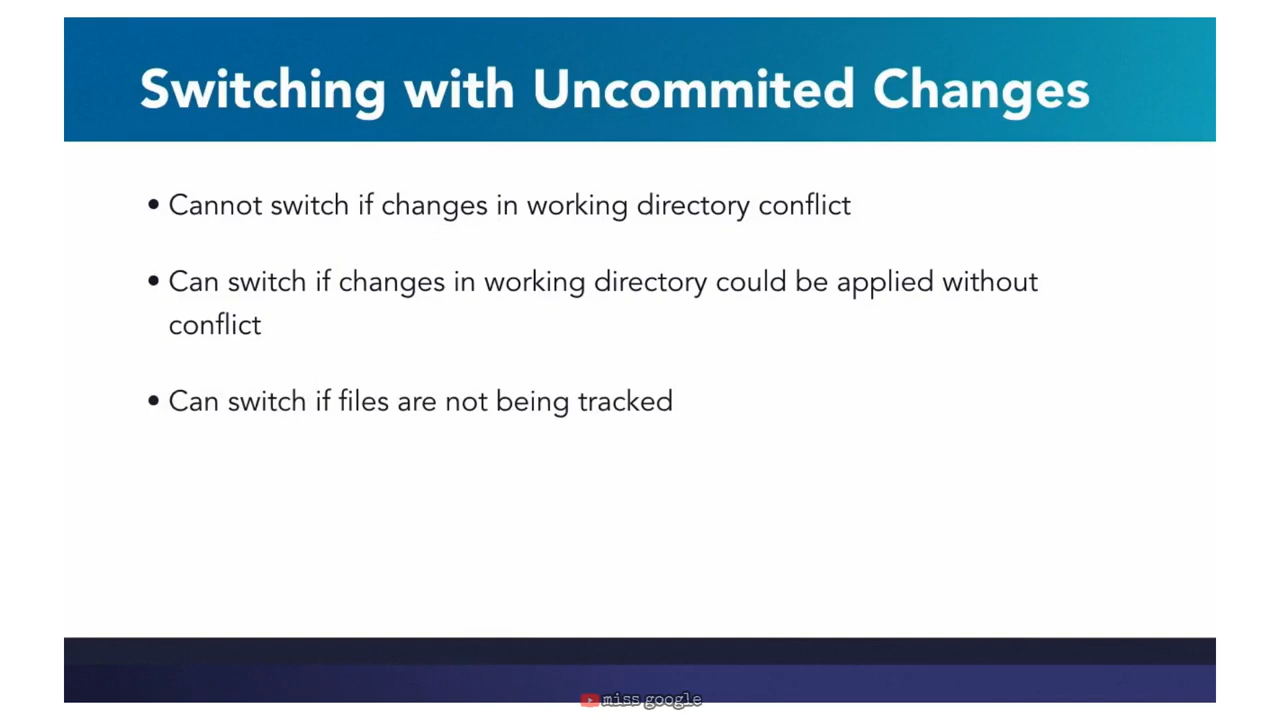 Switching with Uncommited Changes
• Cannot switch if changes in working directory conflict
• Can switch if changes in working directory could be applied without
conflict
• Can switch if files are not being tracked
miss google